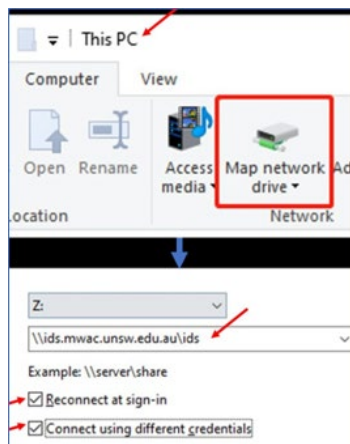 This PC
Computer View
Open Rename Access media Map network drive
Location Network
Z:
\\ids.mwac.unsw.edu.au\ids
Example: \\server\share
Reconnect at sign-in
Connect using different credentials